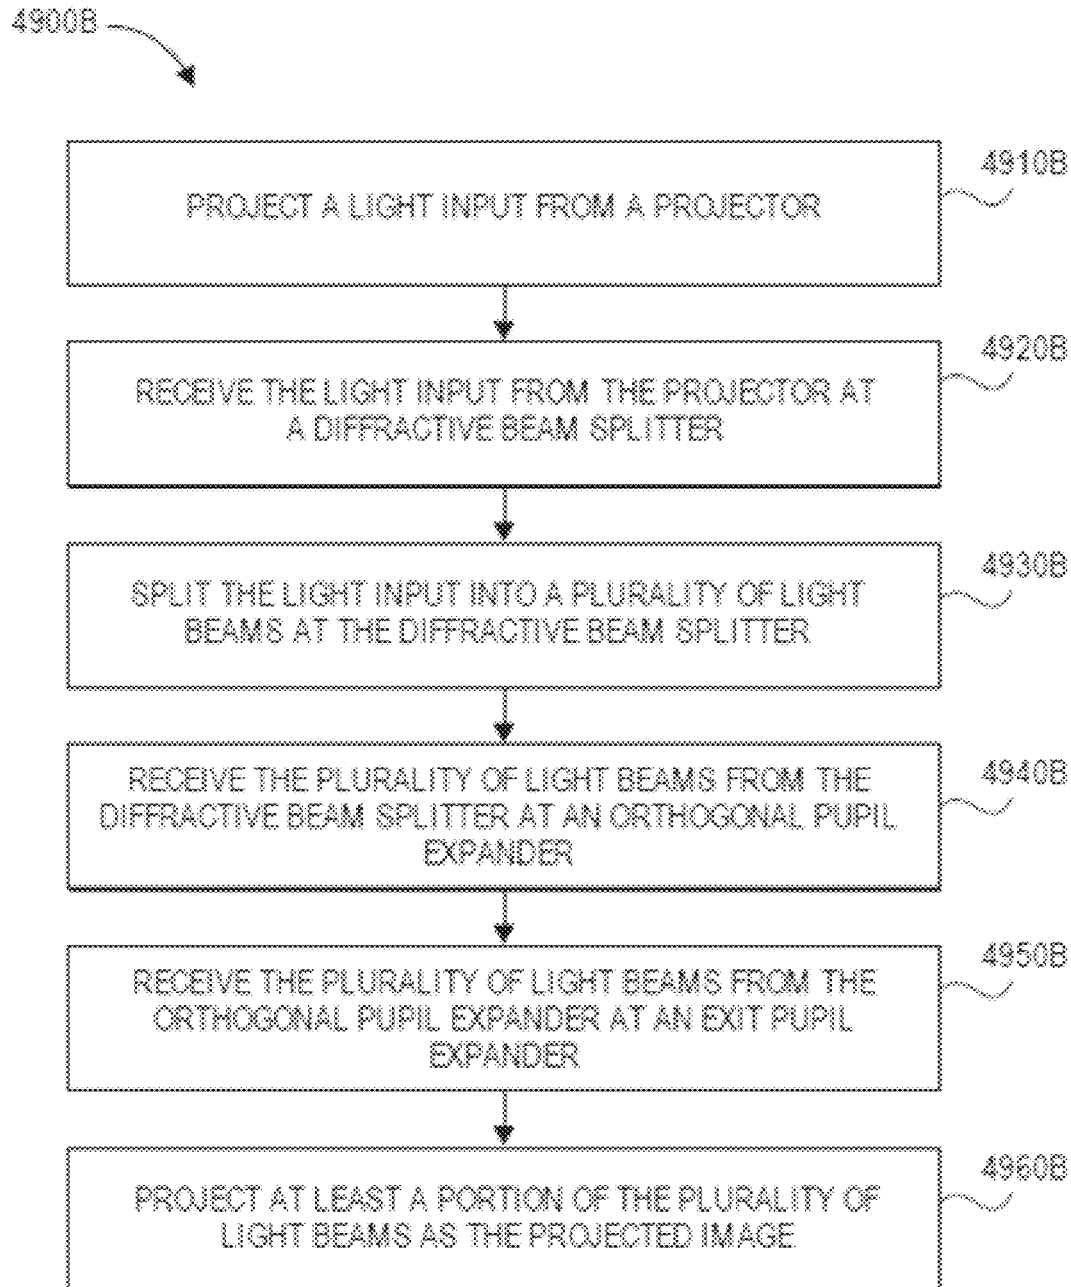 4900B
PROJECT A LIGHT INPUT FROM A PROJECTOR
4910B
RECEIVE THE LIGHT INPUT FROM THE PROJECTOR AT
A DIFFRACTIVE BEAM SPLITTER
4920B
SPLIT THE LIGHT INPUT INTO A PLURALITY OF LIGHT
BEAMS AT THE DIFFRACTIVE BEAM SPLITTER
4930B
RECEIVE THE PLURALITY OF LIGHT BEAMS FROM THE
DIFFRACTIVE BEAM SPLITTER AT AN ORTHOGONAL PUPIL
EXPANDER
4940B
RECEIVE THE PLURALITY OF LIGHT BEAMS FROM THE
ORTHOGONAL PUPIL EXPANDER AT AN EXIT PUPIL
EXPANDER
4950B
PROJECT AT LEAST A PORTION OF THE PLURALITY OF
LIGHT BEAMS AS THE PROJECTED IMAGE
4960B